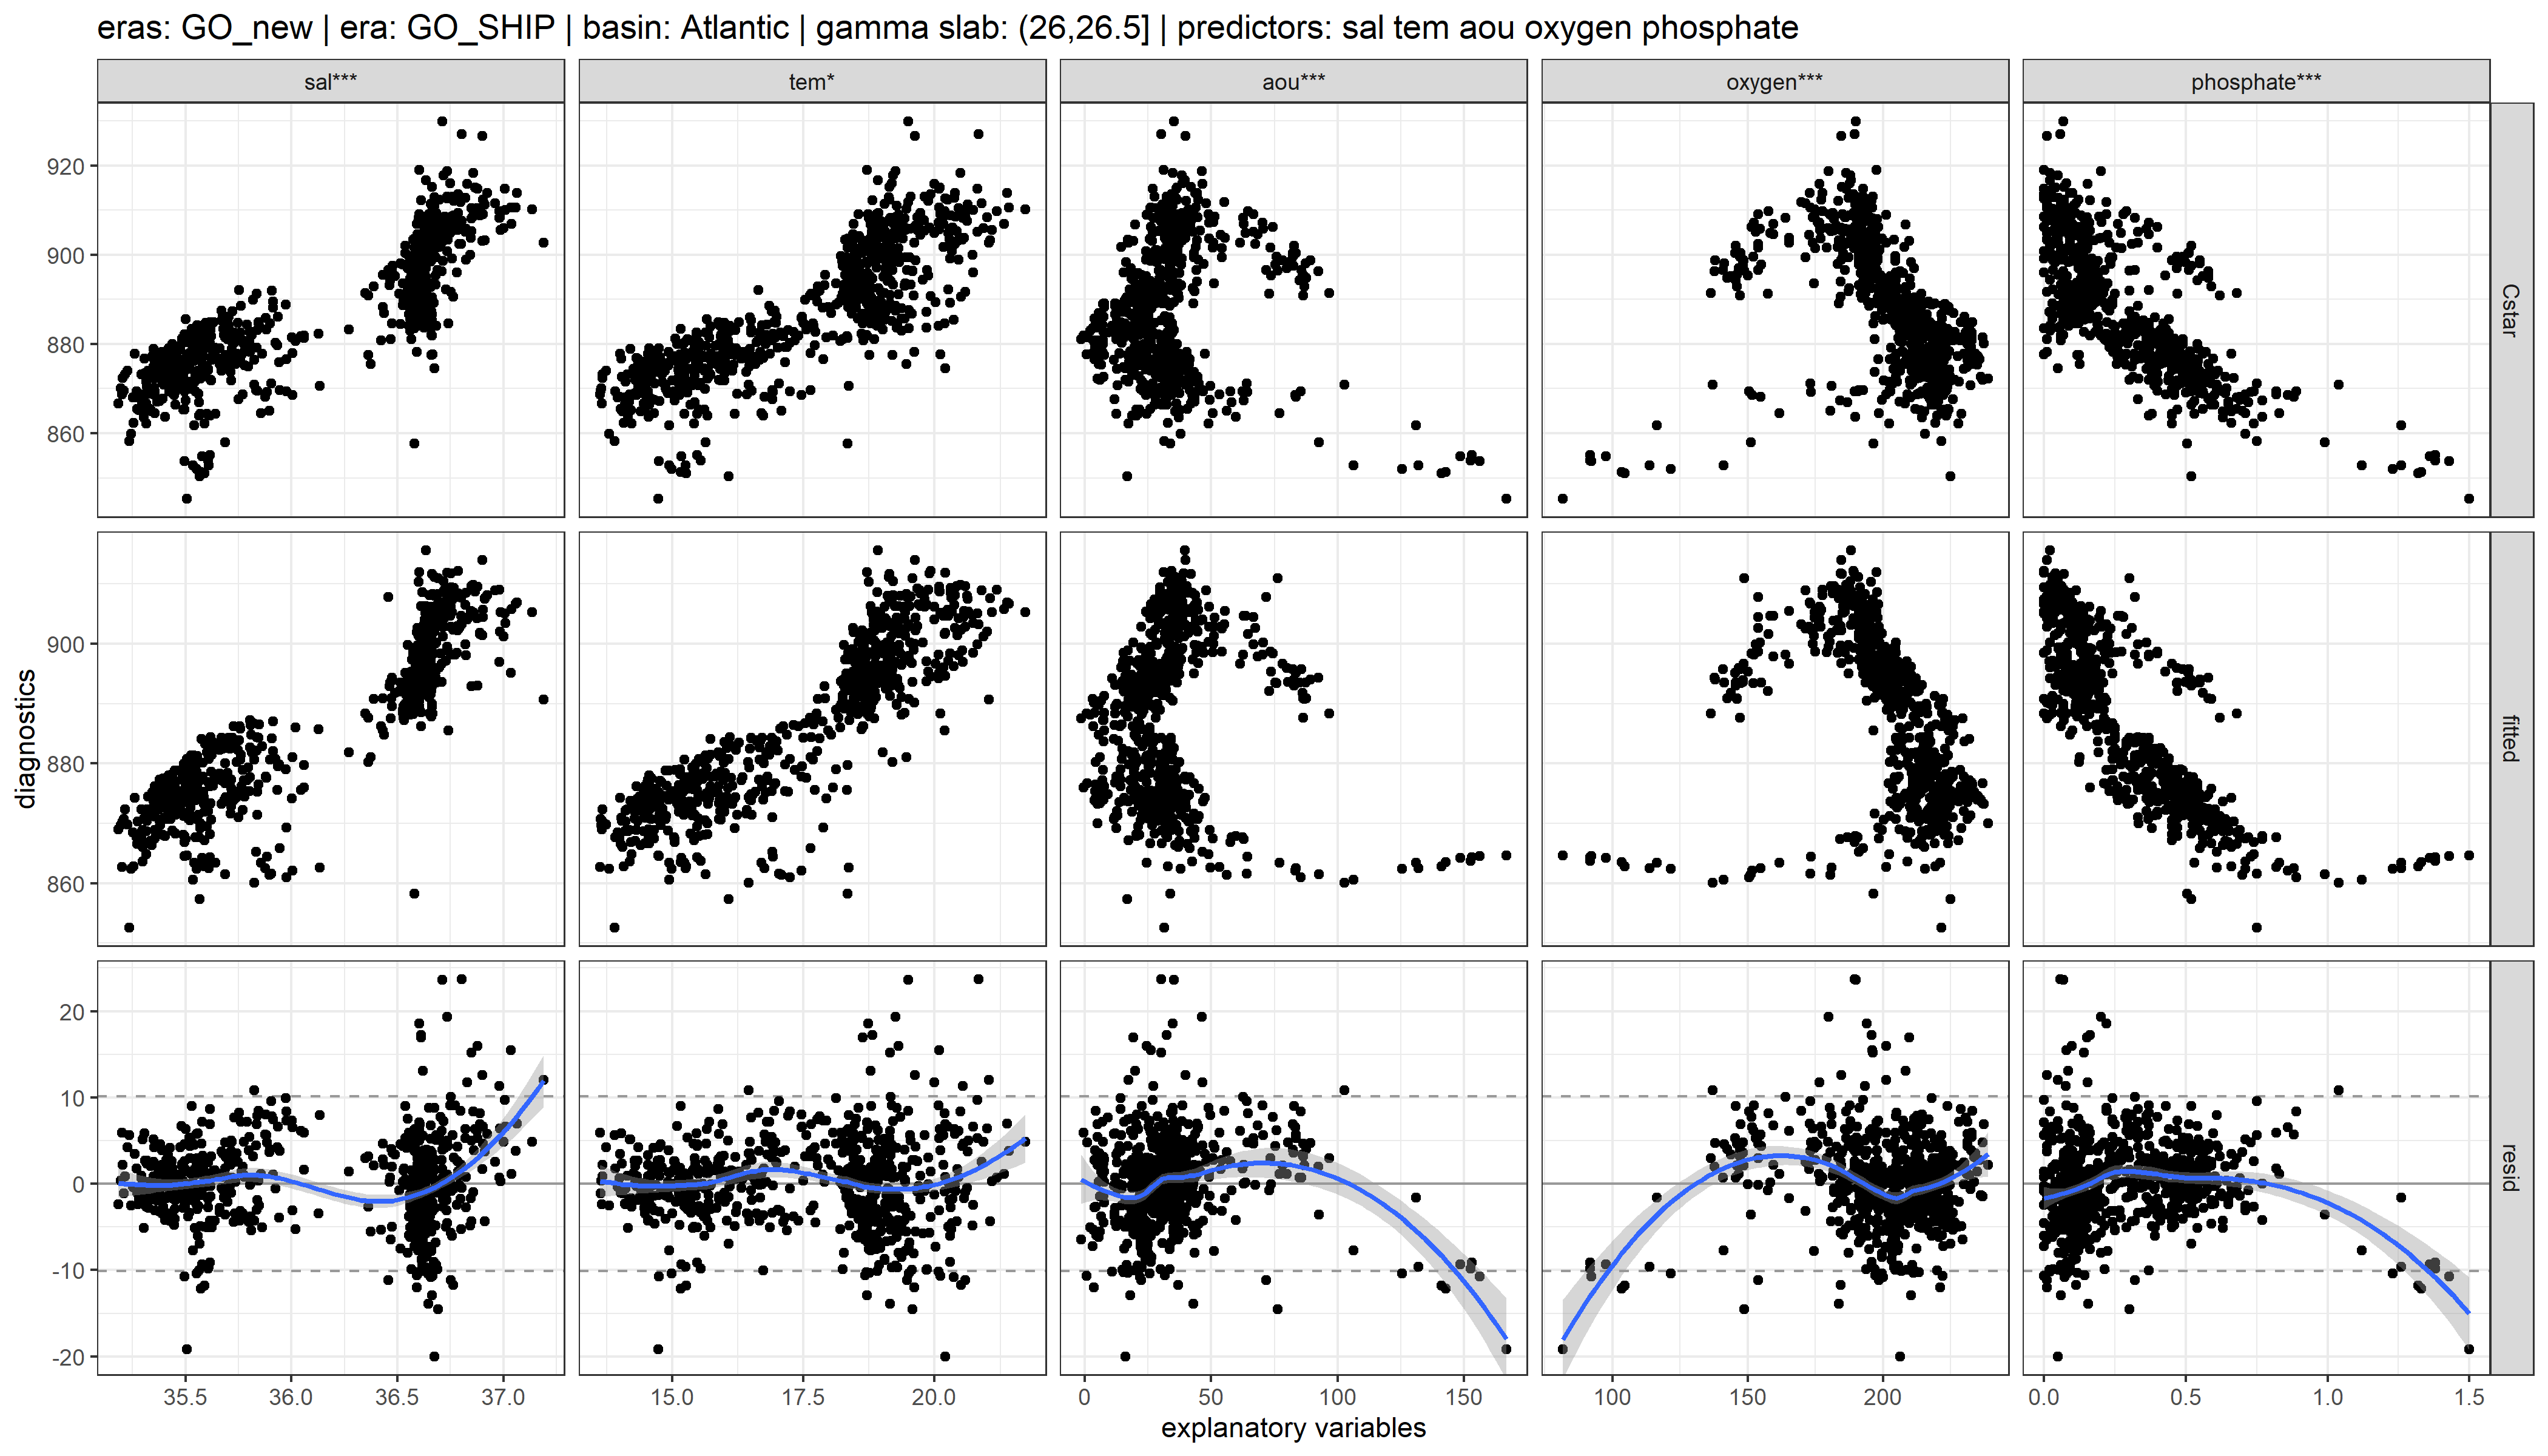 eras: GO_new | era: GO_SHIP | basin: Atlantic | gamma slab: (26,26.5] | predictors: sal tem aou oxygen phosphate
sal*** tem* aou*** oxygen*** phosphate***
920
900
880
860
Cstar
900
880
860
fitted
diagnostics
20
10
0
-10
-20
resid
35.5 36.0 36.5 37.0 15.0 17.5 20.0 0 50 100 150 100 150 200 0.0 0.5 1.0 1.5
explanatory variables